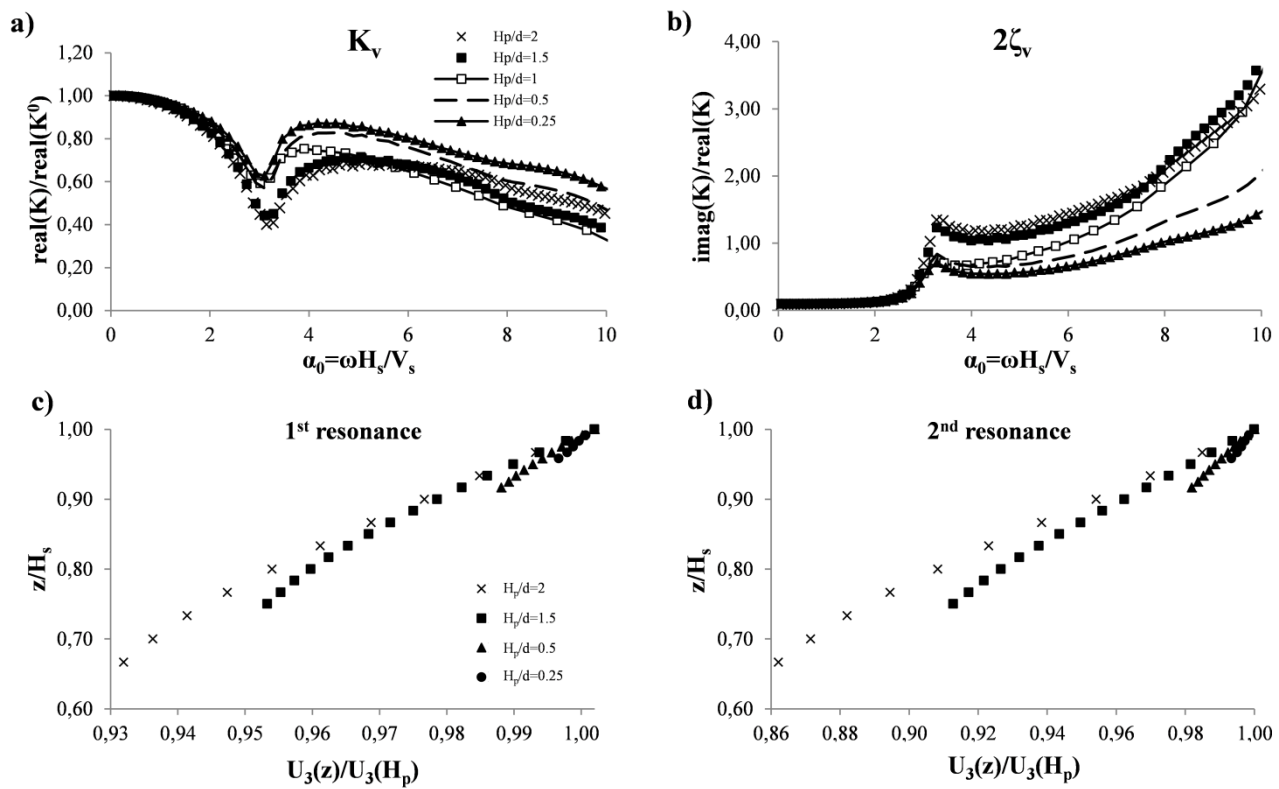 a)
K_v
real(K)/real(K⁰)
1,20
1,00
0,80
0,60
0,40
0,20
0,00
0 2 4 6 8 10
α₀=ωH_s/V_s
Hp/d=2
Hp/d=1.5
Hp/d=1
Hp/d=0.5
Hp/d=0.25
b)
2ζ_v
imag(K)/real(K)
4,00
3,00
2,00
1,00
0,00
0 2 4 6 8 10
α₀=ωH_s/V_s
c)
1st resonance
z/H_s
1,00
0,90
0,80
0,70
0,60
0,93 0,94 0,95 0,96 0,97 0,98 0,99 1,00
U₃(z)/U₃(H_p)
H_p/d=2
H_p/d=1.5
H_p/d=0.5
H_p/d=0.25
d)
2nd resonance
z/H_s
1,00
0,90
0,80
0,70
0,60
0,86 0,88 0,90 0,92 0,94 0,96 0,98 1,00
U₃(z)/U₃(H_p)